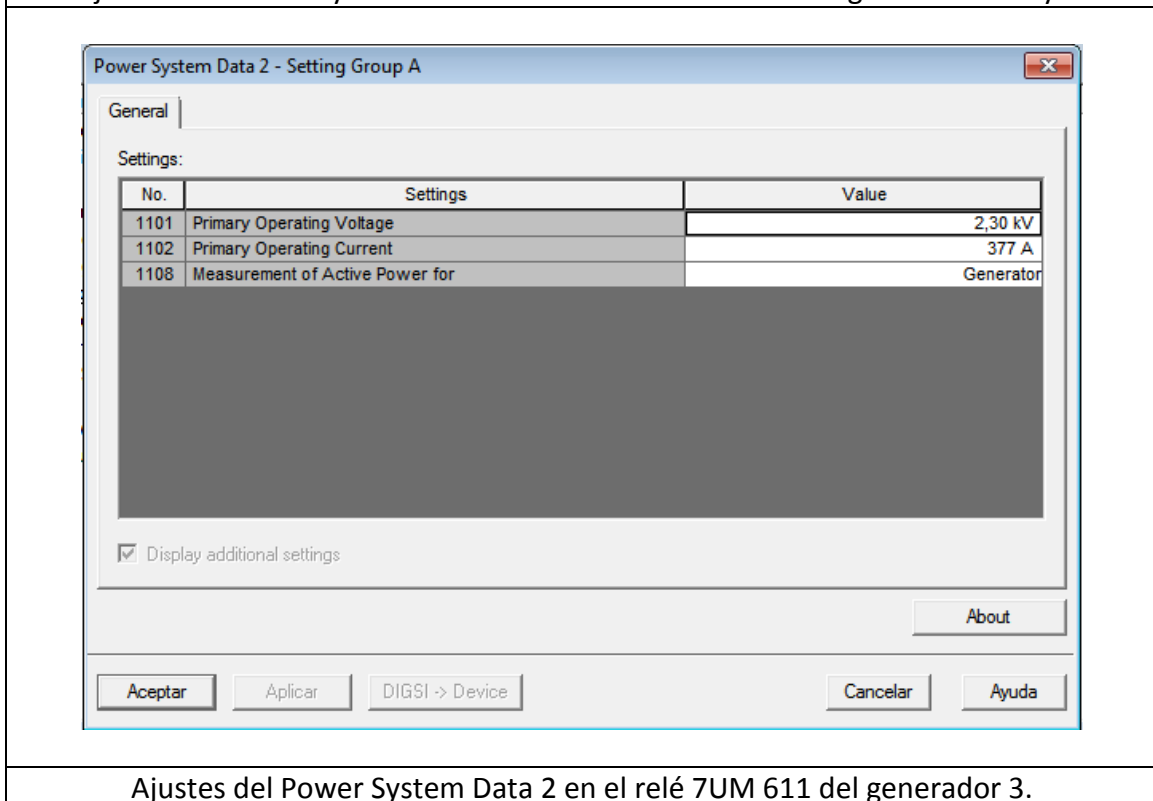 Power System Data 2 - Setting Group A
General
Settings:
No. Settings Value
1101 Primary Operating Voltage 2,30 kV
1102 Primary Operating Current 377 A
1108 Measurement of Active Power for Generator
Display additional settings
About
Aceptar Aplicar DIGSI -> Device Cancelar Ayuda
Ajustes del Power System Data 2 en el relé 7UM 611 del generador 3.